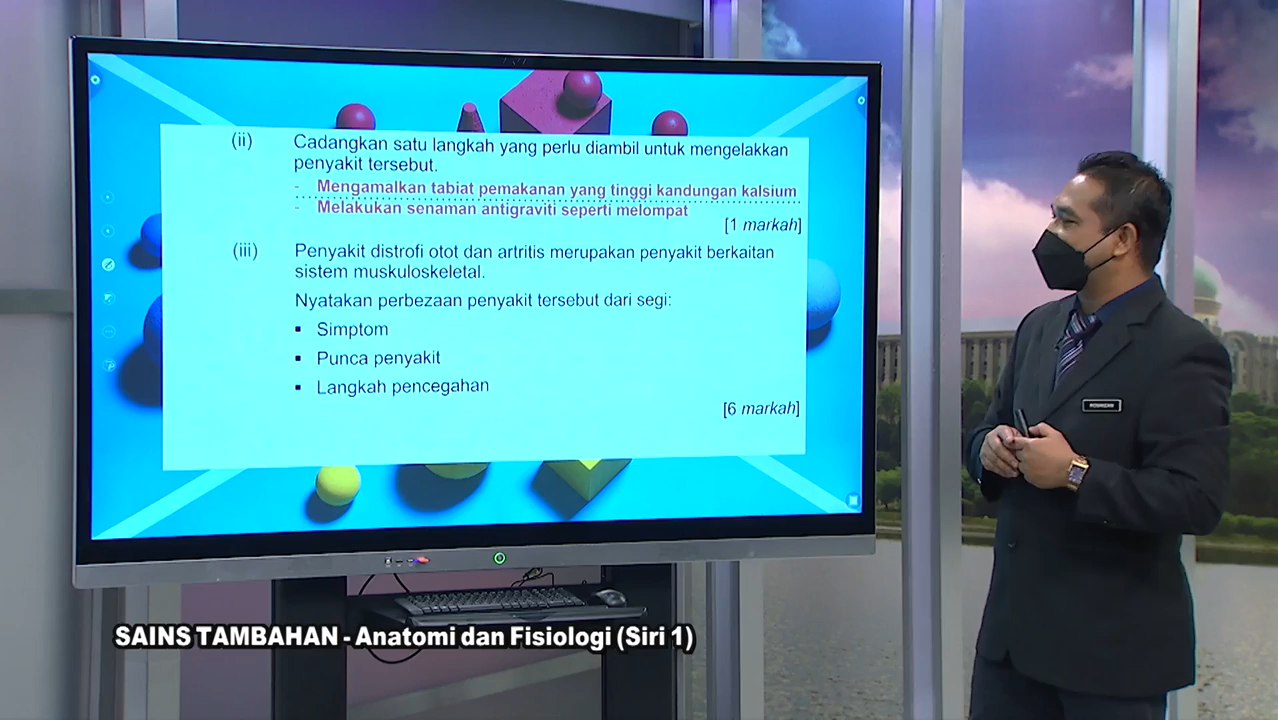 (ii) Cadangkan satu langkah yang perlu diambil untuk mengelakkan
penyakit tersebut.
- Mengamalkan tabiat pemakanan yang tinggi kandungan kalsium
- Melakukan senaman antigraviti seperti melompat
[1 markah]
(iii) Penyakit distrofi otot dan artritis merupakan penyakit berkaitan
sistem muskuloskeletal.
Nyatakan perbezaan penyakit tersebut dari segi:
▪ Simptom
▪ Punca penyakit
▪ Langkah pencegahan
[6 markah]
SAINS TAMBAHAN - Anatomi dan Fisiologi (Siri 1)